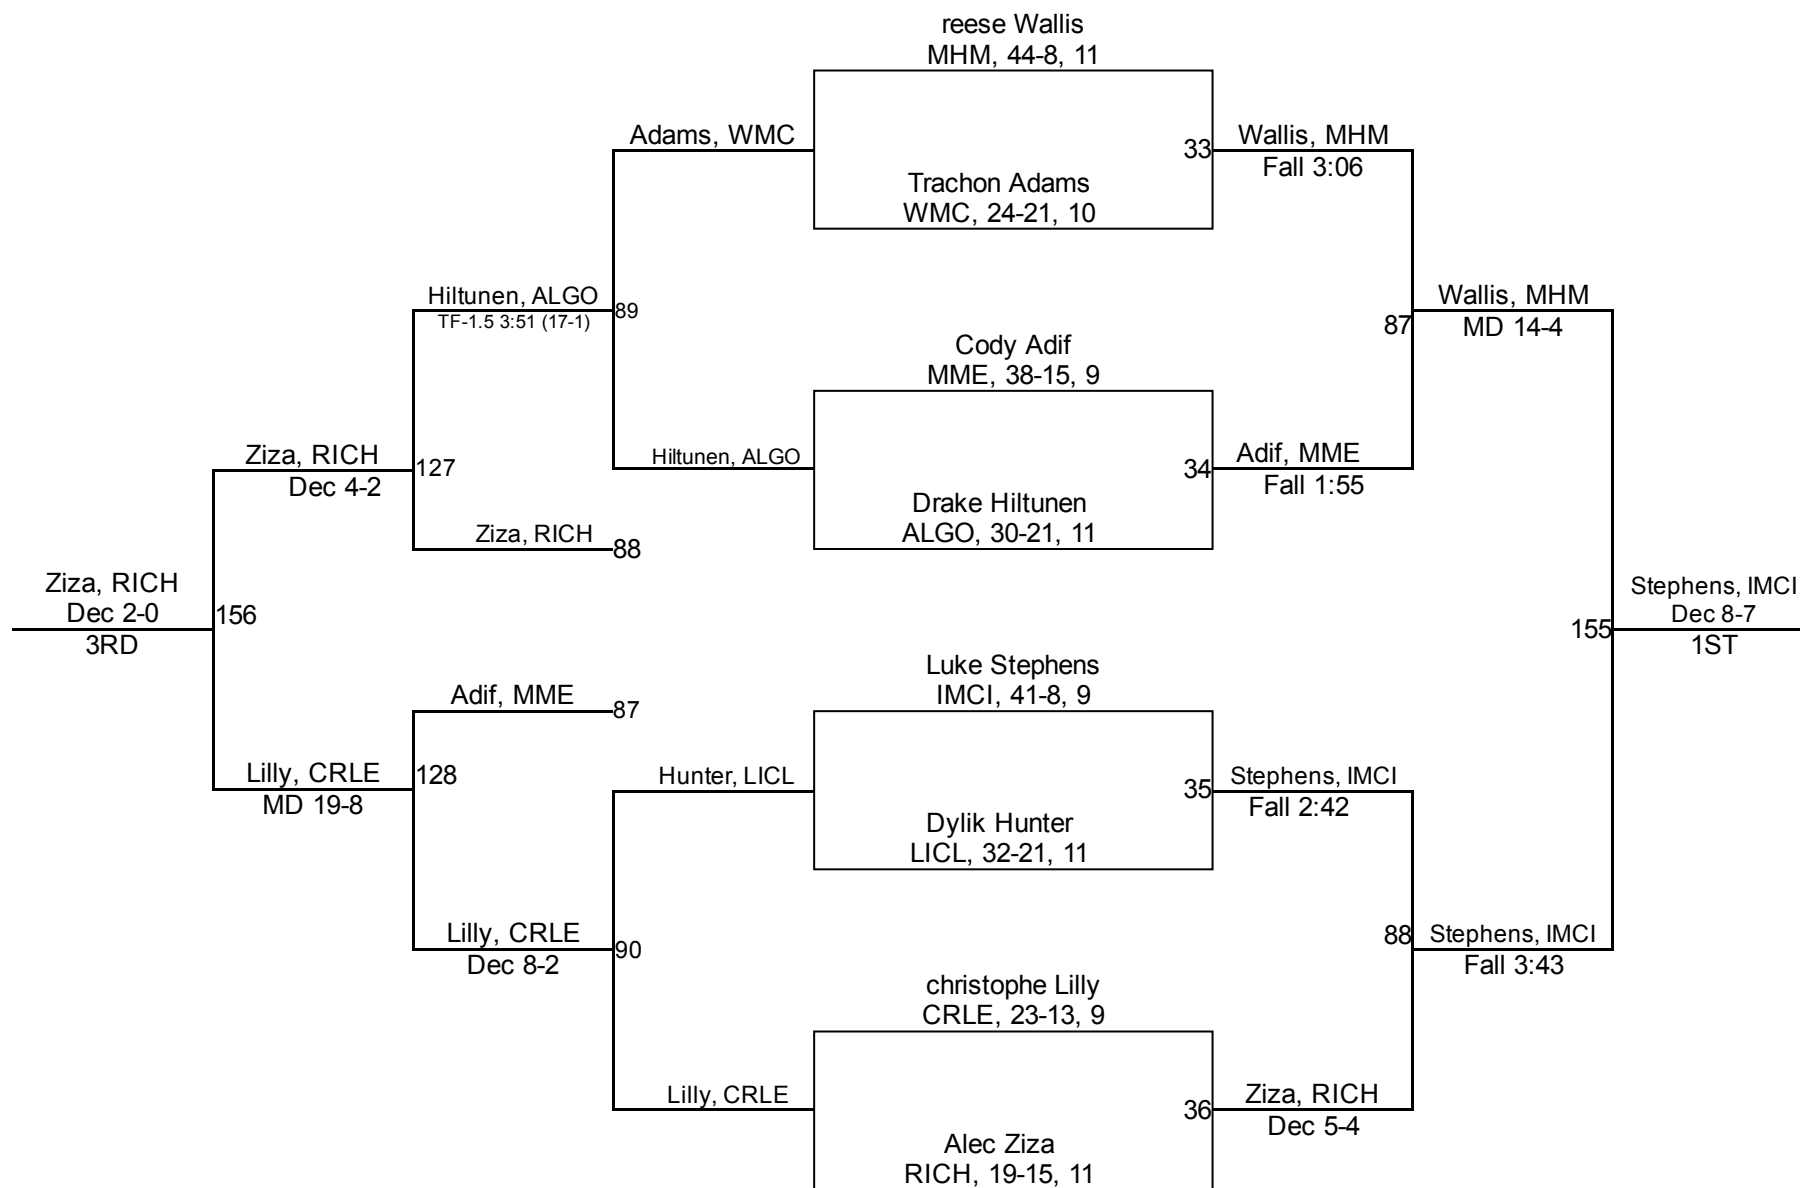 reese Wallis
MHM, 44-8, 11
Adams, WMC
33
Wallis, MHM
Fall 3:06
Trachon Adams
WMC, 24-21, 10
Hiltunen, ALGO
TF-1.5 3:51 (17-1)
89
Wallis, MHM
MD 14-4
87
Cody Adif
MME, 38-15, 9
Ziza, RICH
Dec 4-2
127
Hiltunen, ALGO
34
Adif, MME
Fall 1:55
Drake Hiltunen
ALGO, 30-21, 11
Ziza, RICH
88
Ziza, RICH
Dec 2-0
3RD
156
155
Stephens, IMCI
Dec 8-7
1ST
Luke Stephens
IMCI, 41-8, 9
Adif, MME
87
Lilly, CRLE
MD 19-8
128
Hunter, LICL
35
Stephens, IMCI
Fall 2:42
Dylik Hunter
LICL, 32-21, 11
Lilly, CRLE
Dec 8-2
90
88
Stephens, IMCI
Fall 3:43
christophe Lilly
CRLE, 23-13, 9
Lilly, CRLE
36
Ziza, RICH
Dec 5-4
Alec Ziza
RICH, 19-15, 11